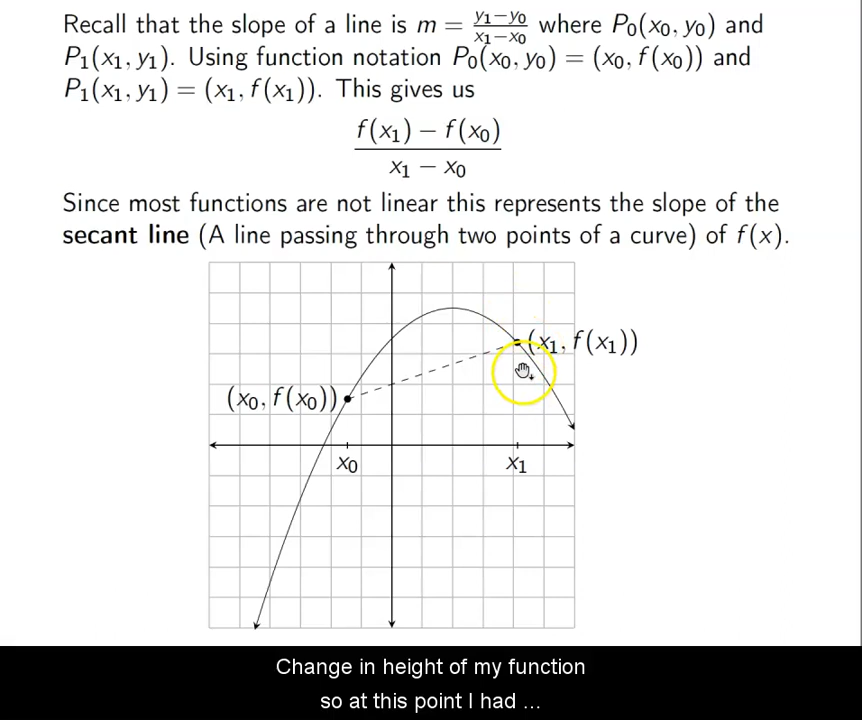 Recall that the slope of a line is m = \frac{y₁−y₀}{x₁−x₀} where P₀(x₀, y₀) and
P₁(x₁, y₁). Using function notation P₀(x₀, y₀) = (x₀, f(x₀)) and
P₁(x₁, y₁) = (x₁, f(x₁)). This gives us
\frac{f(x₁) − f(x₀)}{x₁ − x₀}
Since most functions are not linear this represents the slope of the
secant line (A line passing through two points of a curve) of f(x).
(x₁, f(x₁))
(x₀, f(x₀))
x₀
x₁
Change in height of my function
so at this point I had ...